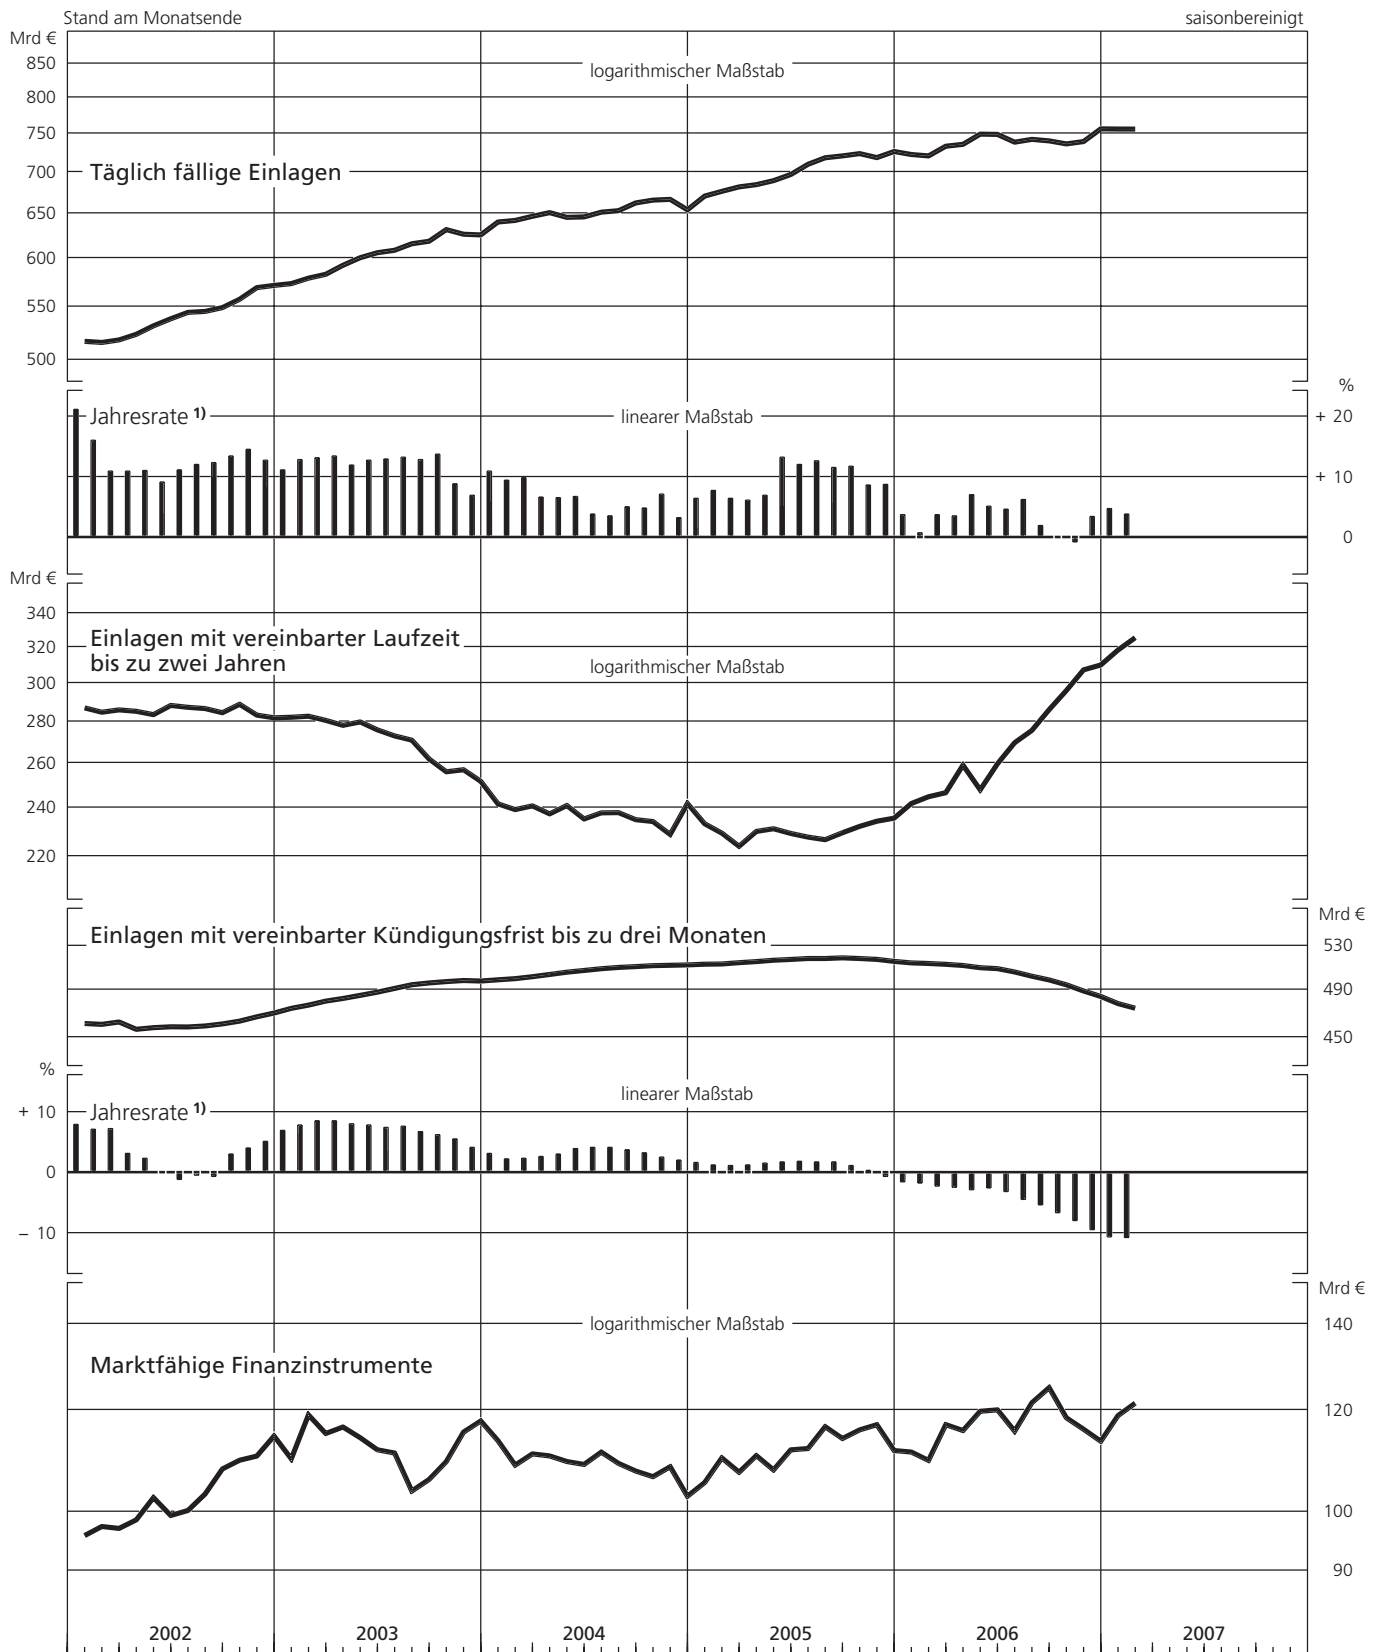 Stand am Monatsende
saisonbereinigt
Mrd €
850
logarithmischer Maßstab
800
750
Täglich fällige Einlagen
700
650
600
550
500
%
Jahresrate 1)
linearer Maßstab
+ 20
+ 10
0
Mrd €
340
Einlagen mit vereinbarter Laufzeit
bis zu zwei Jahren
320
logarithmischer Maßstab
300
280
260
240
220
Mrd €
Einlagen mit vereinbarter Kündigungsfrist bis zu drei Monaten
530
490
450
%
linearer Maßstab
+ 10
Jahresrate 1)
0
– 10
Mrd €
logarithmischer Maßstab
140
Marktfähige Finanzinstrumente
120
100
90
2002 2003 2004 2005 2006 2007